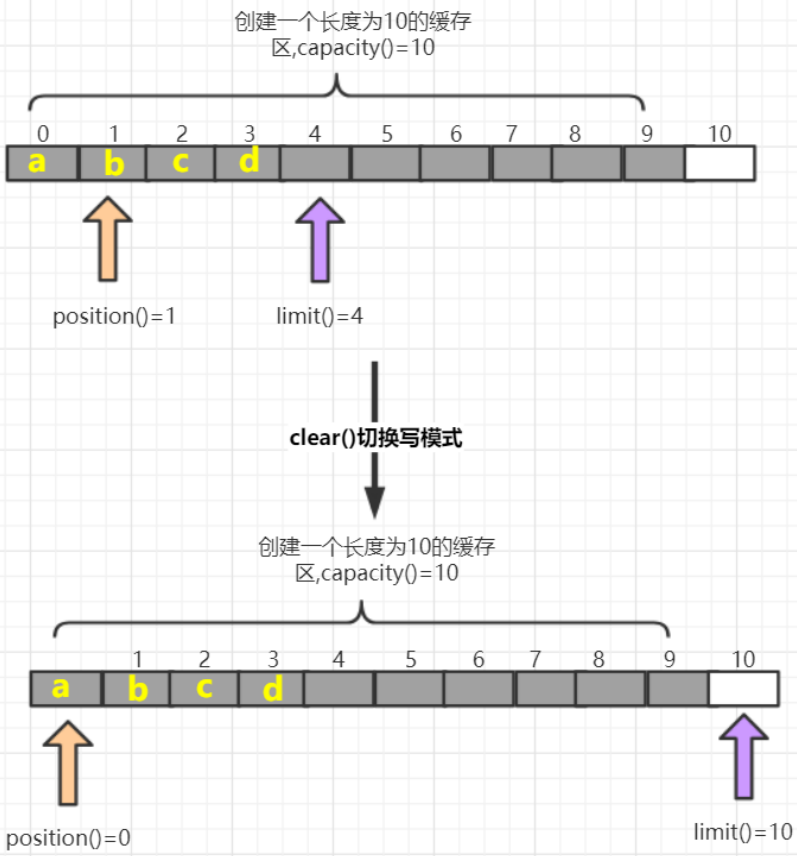 创建一个长度为10的缓存
区,capacity()=10
0 1 2 3 4 5 6 7 8 9 10
a b c d
position()=1 limit()=4
clear()切换写模式
创建一个长度为10的缓存
区,capacity()=10
1 2 3 4 5 6 7 8 9 10
a b c d
position()=0 limit()=10